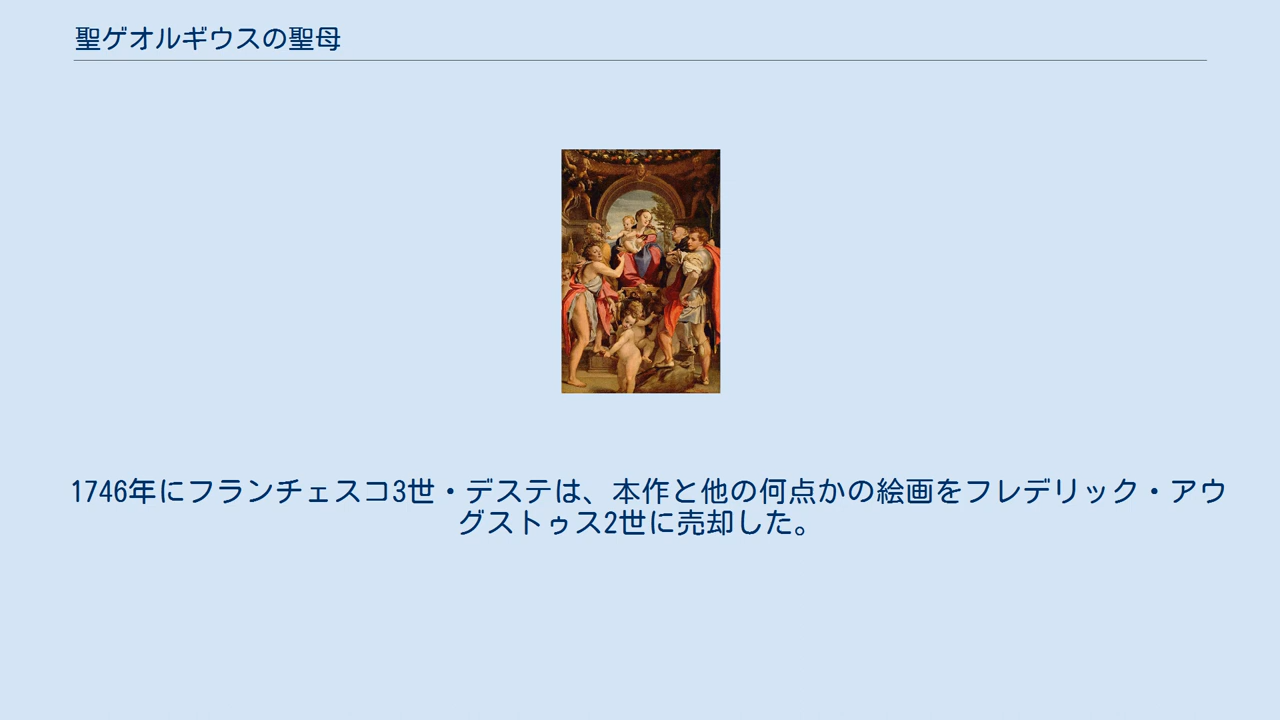 聖ゲオルギウスの聖母
1746年にフランチェスコ3世・デステは、本作と他の何点かの絵画をフレデリック・アウ
グストゥス2世に売却した。